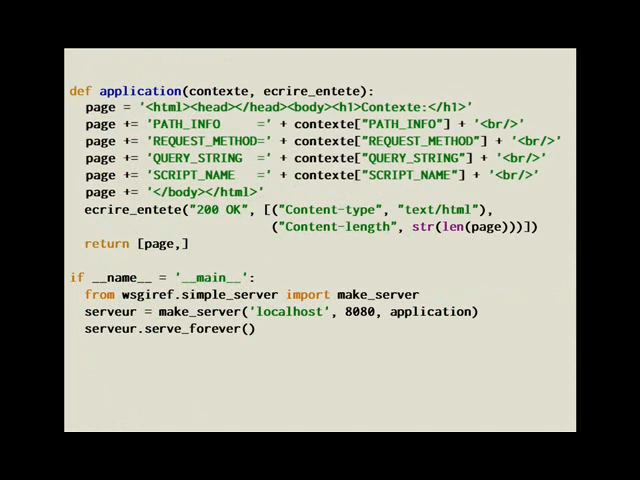 def application(contexte, ecrire_entete):
page = '<html><head></head><body><h1>Contexte:</h1>'
page += 'PATH_INFO =' + contexte["PATH_INFO"] + '<br/>'
page += 'REQUEST_METHOD=' + contexte["REQUEST_METHOD"] + '<br/>'
page += 'QUERY_STRING =' + contexte["QUERY_STRING"] + '<br/>'
page += 'SCRIPT_NAME =' + contexte["SCRIPT_NAME"] + '<br/>'
page += '</body></html>'
ecrire_entete("200 OK", [("Content-type", "text/html"),
("Content-length", str(len(page)))])
return [page,]
if __name__ = '__main__':
from wsgiref.simple_server import make_server
serveur = make_server('localhost', 8080, application)
serveur.serve_forever()